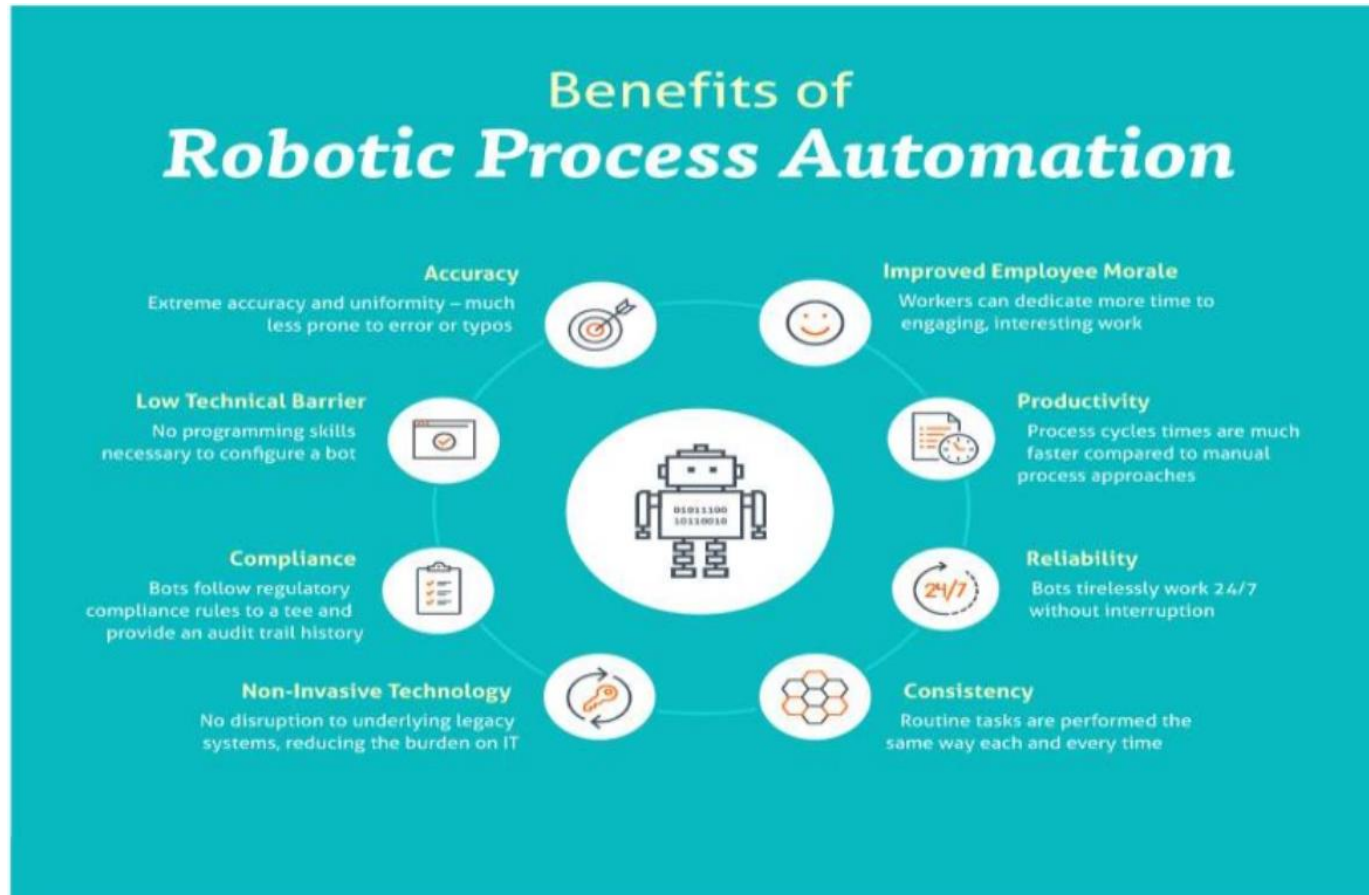 Benefits of
Robotic Process Automation
Accuracy
Extreme accuracy and uniformity – much
less prone to error or typos
Improved Employee Morale
Workers can dedicate more time to
engaging, interesting work
Low Technical Barrier
No programming skills
necessary to configure a bot
Productivity
Process cycles times are much
faster compared to manual
process approaches
01011100
10110010
Compliance
Bots follow regulatory
compliance rules to a tee and
provide an audit trail history
Reliability
24/7
Bots tirelessly work 24/7
without interruption
Non-Invasive Technology
No disruption to underlying legacy
systems, reducing the burden on IT
Consistency
Routine tasks are performed the
same way each and every time